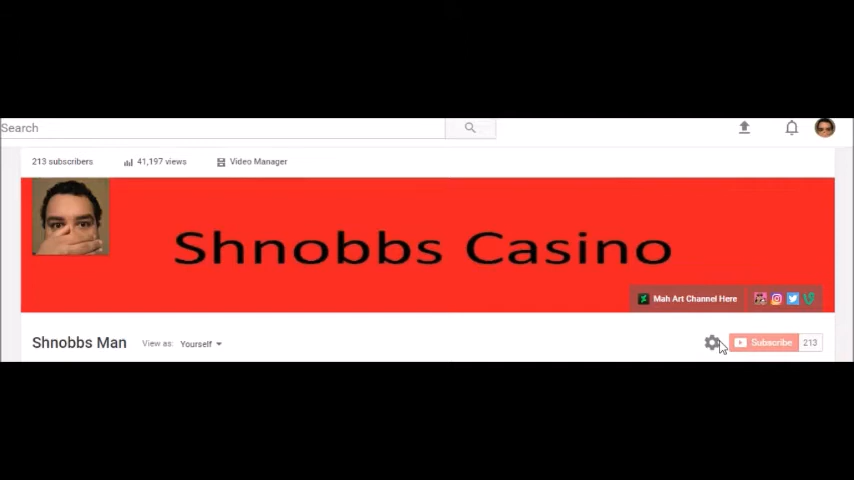 Search
213 subscribers 41,197 views Video Manager
Shnobbs Casino
Mah Art Channel Here
Shnobbs Man View as: Yourself Subscribe 213